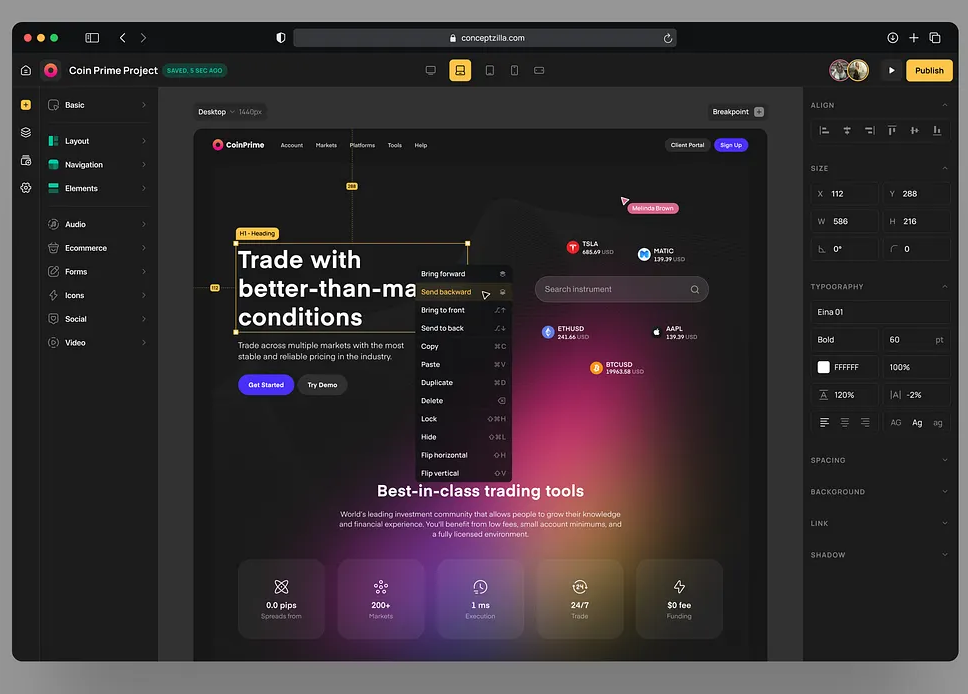 conceptzilla.com
Coin Prime Project
SAVED, 5 SEC AGO
Publish
Basic
Layout
Navigation
Elements
Audio
Ecommerce
Forms
Icons
Social
Video
Desktop 1440px
Breakpoint
CoinPrime
Account Markets Platforms Tools Help
Client Portal Sign Up
288
Melinda Brown
H1 - Heading
112
Trade with
better-than-ma
conditions
Trade across multiple markets with the most
stable and reliable pricing in the industry.
Get Started Try Demo
TSLA
685.69 USD
MATIC
139.39 USD
Search instrument
ETHUSD
241.66 USD
AAPL
139.39 USD
BTCUSD
19963.58 USD
Bring forward
Send backward
Bring to front
Send to back
Copy ⌘C
Paste ⌘V
Duplicate ⌘D
Delete
Lock ⇧⌘H
Hide ⇧⌘L
Flip horizontal ⇧H
Flip vertical ⇧V
Best-in-class trading tools
World's leading investment community that allows people to grow their knowledge
and financial experience. You'll benefit from low fees, small account minimums, and
a fully licensed environment.
0.0 pips
Spreads from
200+
Markets
1 ms
Execution
24
24/7
Trade
$0 fee
Funding
ALIGN
SIZE
X 112 Y 288
W 586 H 216
0° 0
TYPOGRAPHY
Eina 01
Bold 60 pt
FFFFFF 100%
A 120% |A| -2%
AG Ag ag
SPACING
BACKGROUND
LINK
SHADOW